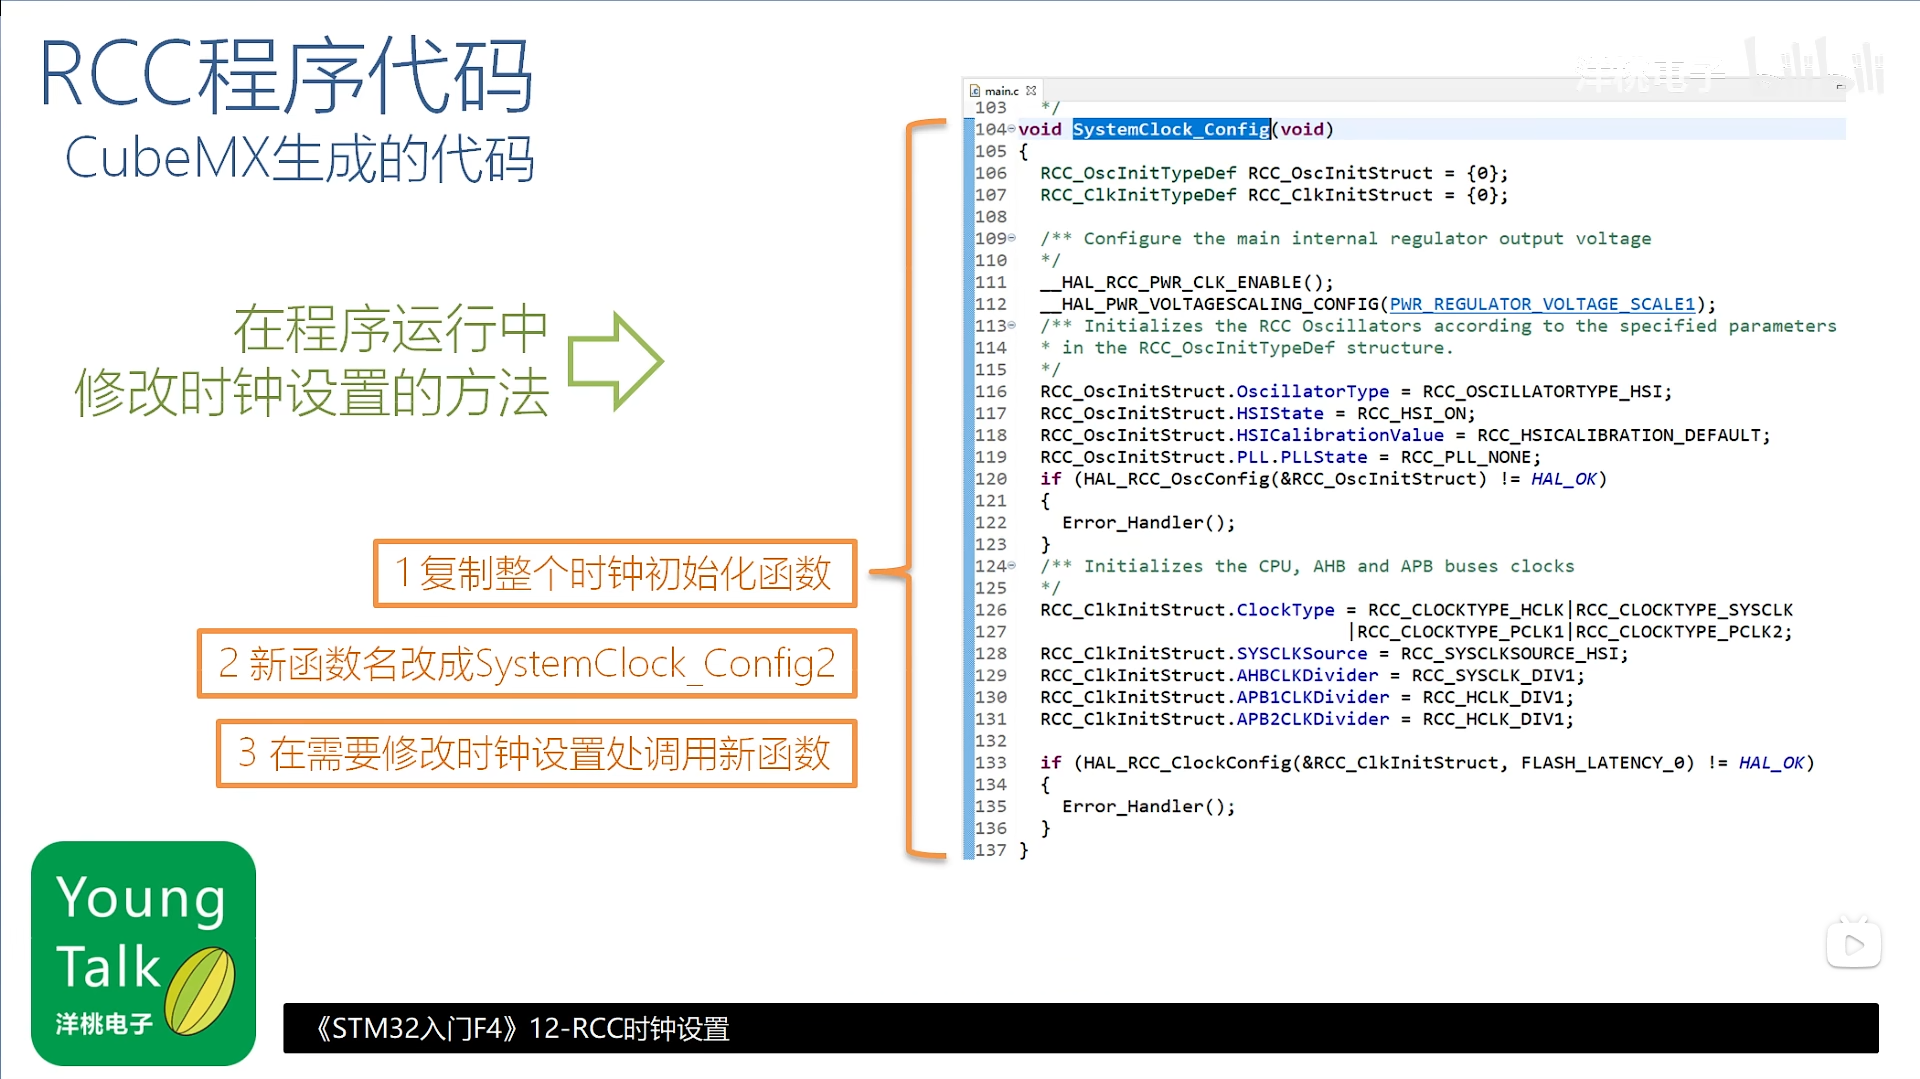 RCC程序代码
CubeMX生成的代码
在程序运行中
修改时钟设置的方法
1 复制整个时钟初始化函数
2 新函数名改成SystemClock_Config2
3 在需要修改时钟设置处调用新函数
洋桃电子 bilibili
main.c
103 */
104 void SystemClock_Config(void)
105 {
106 RCC_OscInitTypeDef RCC_OscInitStruct = {0};
107 RCC_ClkInitTypeDef RCC_ClkInitStruct = {0};
108
109 /** Configure the main internal regulator output voltage
110 */
111 __HAL_RCC_PWR_CLK_ENABLE();
112 __HAL_PWR_VOLTAGESCALING_CONFIG(PWR_REGULATOR_VOLTAGE_SCALE1);
113 /** Initializes the RCC Oscillators according to the specified parameters
114 * in the RCC_OscInitTypeDef structure.
115 */
116 RCC_OscInitStruct.OscillatorType = RCC_OSCILLATORTYPE_HSI;
117 RCC_OscInitStruct.HSIState = RCC_HSI_ON;
118 RCC_OscInitStruct.HSICalibrationValue = RCC_HSICALIBRATION_DEFAULT;
119 RCC_OscInitStruct.PLL.PLLState = RCC_PLL_NONE;
120 if (HAL_RCC_OscConfig(&RCC_OscInitStruct) != HAL_OK)
121 {
122 Error_Handler();
123 }
124 /** Initializes the CPU, AHB and APB buses clocks
125 */
126 RCC_ClkInitStruct.ClockType = RCC_CLOCKTYPE_HCLK|RCC_CLOCKTYPE_SYSCLK
127 |RCC_CLOCKTYPE_PCLK1|RCC_CLOCKTYPE_PCLK2;
128 RCC_ClkInitStruct.SYSCLKSource = RCC_SYSCLKSOURCE_HSI;
129 RCC_ClkInitStruct.AHBCLKDivider = RCC_SYSCLK_DIV1;
130 RCC_ClkInitStruct.APB1CLKDivider = RCC_HCLK_DIV1;
131 RCC_ClkInitStruct.APB2CLKDivider = RCC_HCLK_DIV1;
132
133 if (HAL_RCC_ClockConfig(&RCC_ClkInitStruct, FLASH_LATENCY_0) != HAL_OK)
134 {
135 Error_Handler();
136 }
137 }
Young
Talk
洋桃电子
《STM32入门F4》12-RCC时钟设置